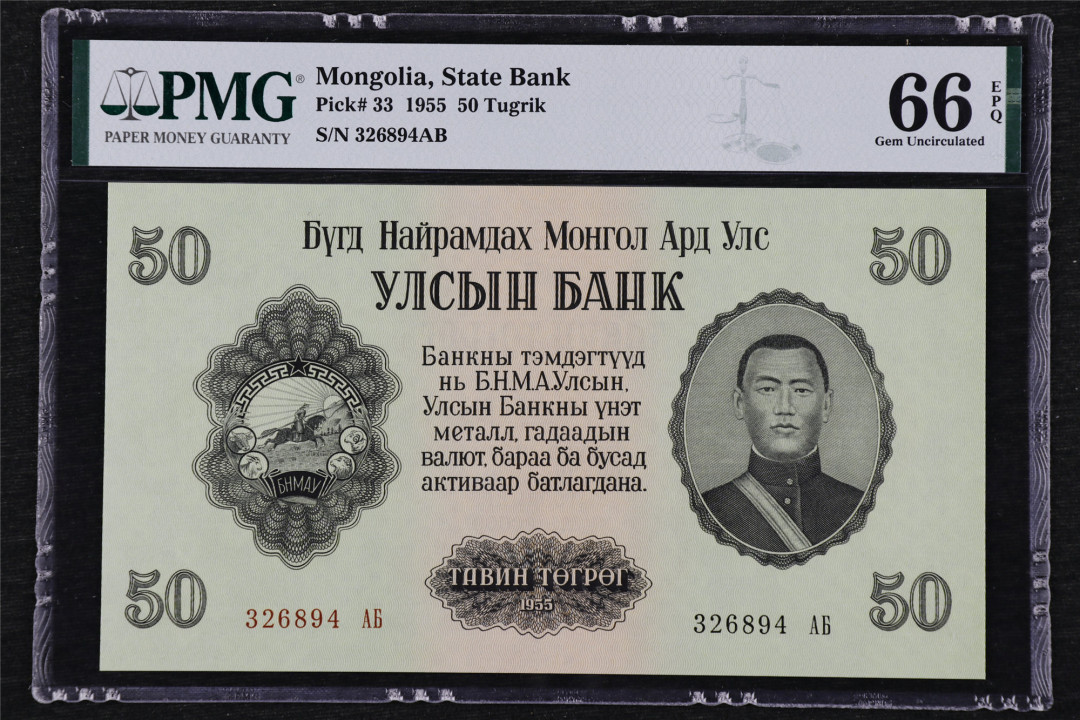 PMG®
PAPER MONEY GUARANTY
Mongolia, State Bank
Pick# 33 1955 50 Tugrik
S/N 326894AB
66
EPQ
Gem Uncirculated
50
Бүгд Найрамдах Монгол Ард Улс
50
УЛСЫН БАНК
Банкны тэмдэгтүүд
нь Б.Н.М.А.Улсын,
Улсын Банкны үнэт
металл, гадаадын
валют, бараа ба бусад
активаар батлагдана.
БНМАУ
ТАВИН ТӨГРӨГ
1955
50
326894 АБ
326894 АБ
50